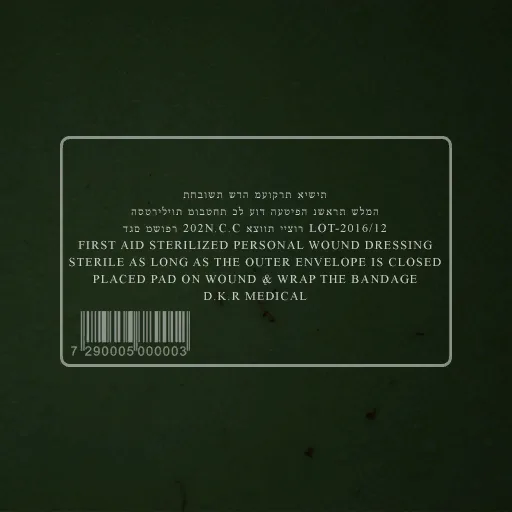 תחבושת שדה מעוקרת אישית
הסטריליות מובטחת כל עוד העטיפה נשארת שלמה
דגם משופר 202N.C.C אצוות ייצור LOT-2016/12
FIRST AID STERILIZED PERSONAL WOUND DRESSING
STERILE AS LONG AS THE OUTER ENVELOPE IS CLOSED
PLACED PAD ON WOUND & WRAP THE BANDAGE
D.K.R MEDICAL
7 290005 000003